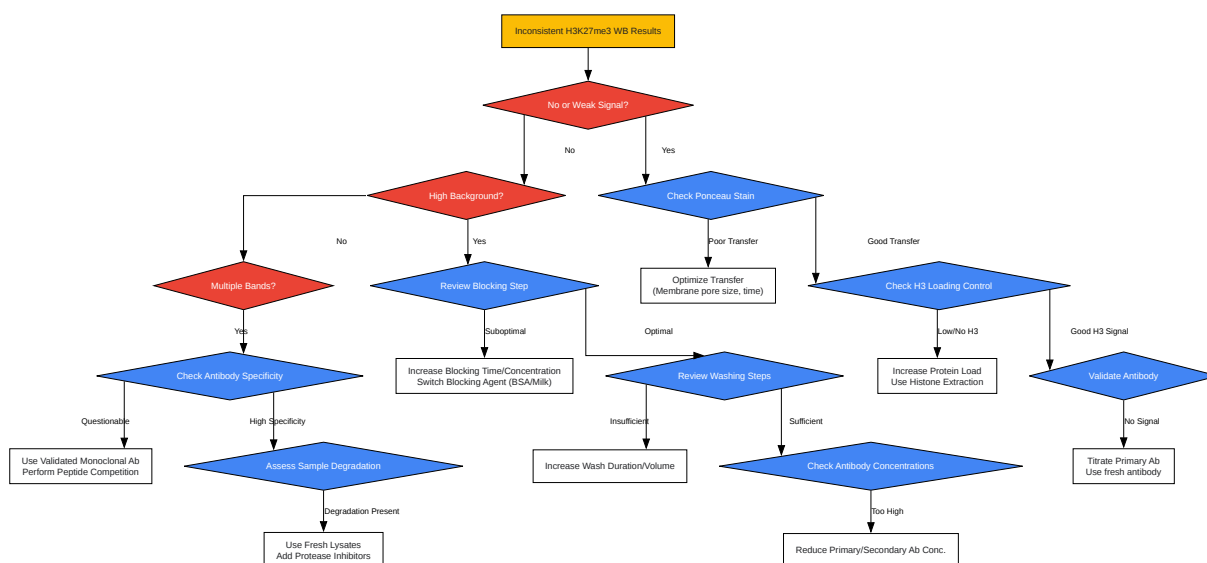 Inconsistent H3K27me3 WB Results
No or Weak Signal?
No
Yes
High Background?
Check Ponceau Stain
No
Yes
Poor Transfer
Good Transfer
Multiple Bands?
Review Blocking Step
Optimize Transfer
(Membrane pore size, time)
Check H3 Loading Control
Yes
Suboptimal
Optimal
Low/No H3
Good H3 Signal
Check Antibody Specificity
Increase Blocking Time/Concentration
Switch Blocking Agent (BSA/Milk)
Review Washing Steps
Increase Protein Load
Use Histone Extraction
Validate Antibody
Questionable
High Specificity
Insufficient
Sufficient
No Signal
Use Validated Monoclonal Ab
Perform Peptide Competition
Assess Sample Degradation
Increase Wash Duration/Volume
Check Antibody Concentrations
Titrate Primary Ab
Use fresh antibody
Degradation Present
Too High
Use Fresh Lysates
Add Protease Inhibitors
Reduce Primary/Secondary Ab Conc.